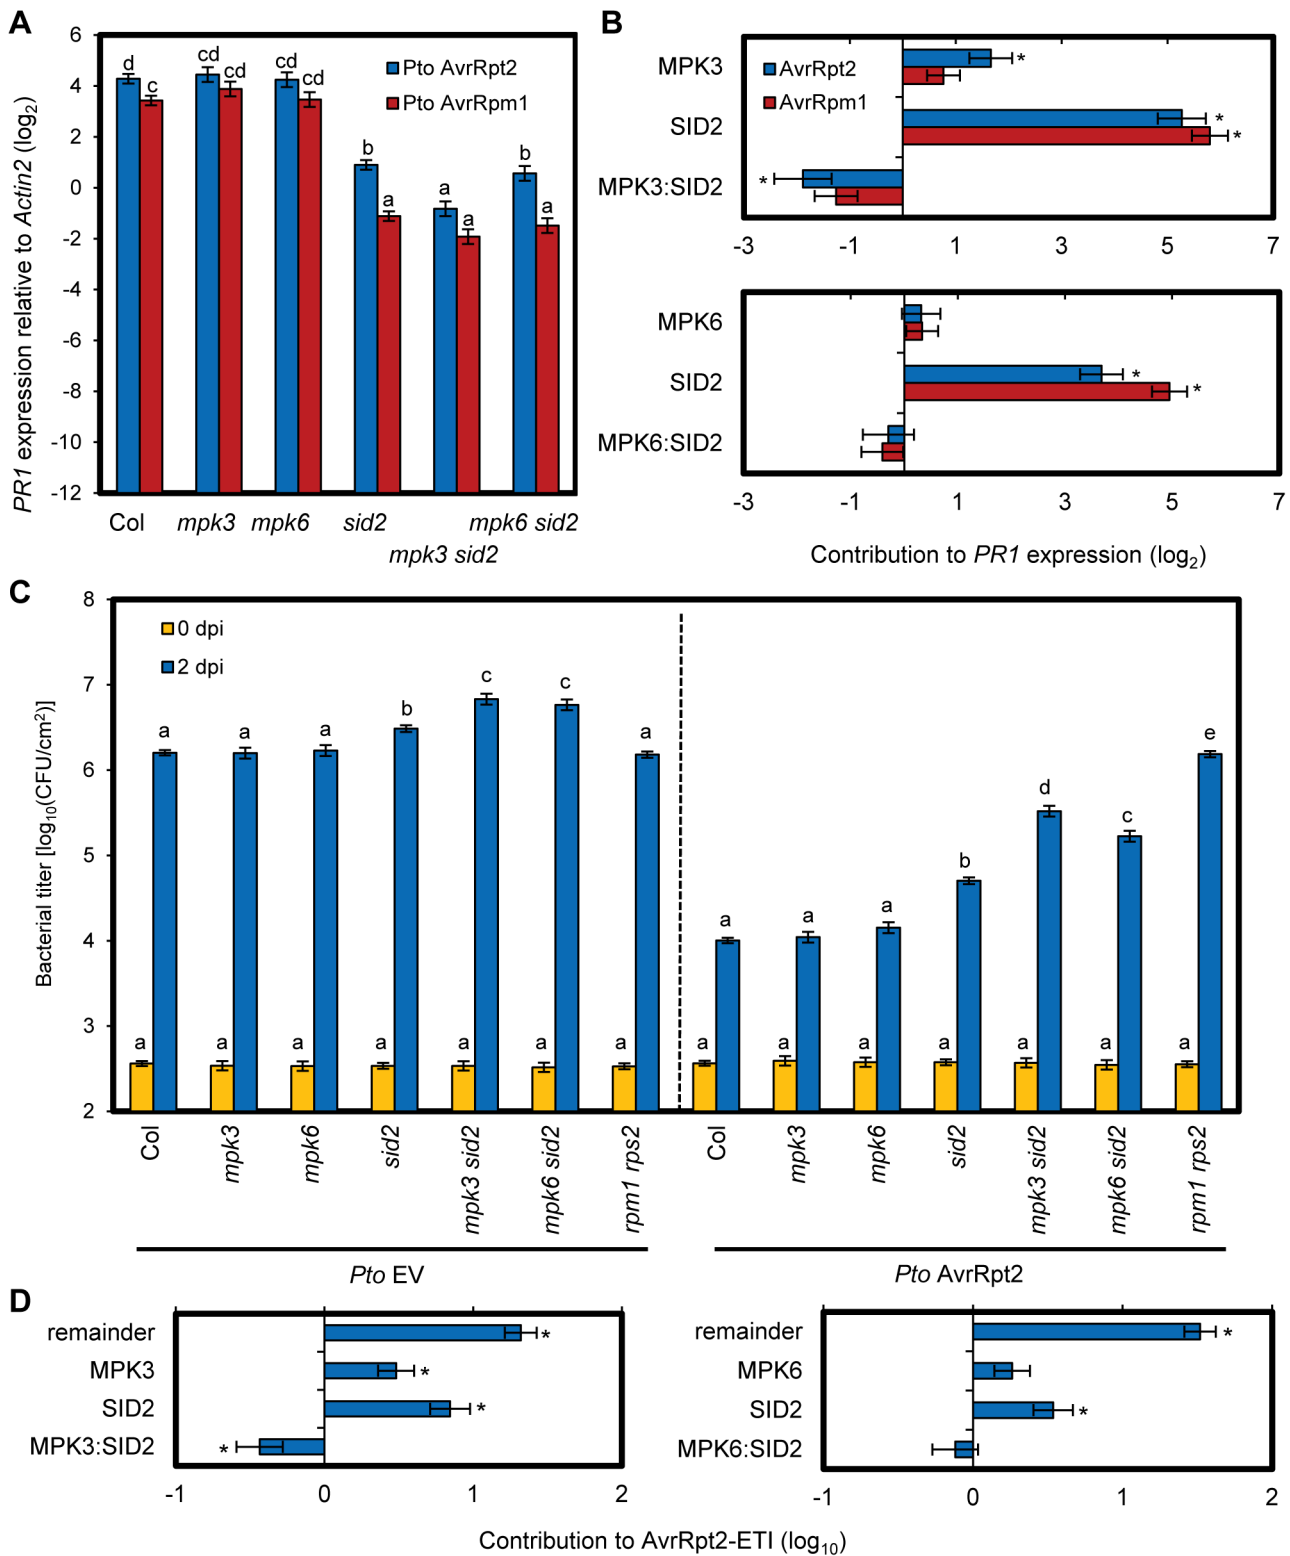 A
PR1 expression relative to Actin2 (log2)
6
4
2
0
-2
-4
-6
-8
-10
-12
d
c
cd
cd
cd
cd
b
a
a
a
b
a
Pto AvrRpt2
Pto AvrRpm1
Col
mpk3
mpk6
sid2
mpk3 sid2
mpk6 sid2
B
MPK3
SID2
MPK3:SID2
AvrRpt2
AvrRpm1
*
*
*
*
-3
-1
1
3
5
7
MPK6
SID2
MPK6:SID2
*
*
-3
-1
1
3
5
7
Contribution to PR1 expression (log2)
C
Bacterial titer [log10(CFU/cm2)]
8
7
6
5
4
3
2
0 dpi
2 dpi
a
a
a
b
c
c
a
a
a
a
b
d
c
e
a
a
a
a
a
a
a
a
a
a
a
a
a
a
Col
mpk3
mpk6
sid2
mpk3 sid2
mpk6 sid2
rpm1 rps2
Col
mpk3
mpk6
sid2
mpk3 sid2
mpk6 sid2
rpm1 rps2
Pto EV
Pto AvrRpt2
D
remainder
MPK3
SID2
MPK3:SID2
*
*
*
*
-1
0
1
2
remainder
MPK6
SID2
MPK6:SID2
*
*
-1
0
1
2
Contribution to AvrRpt2-ETI (log10)